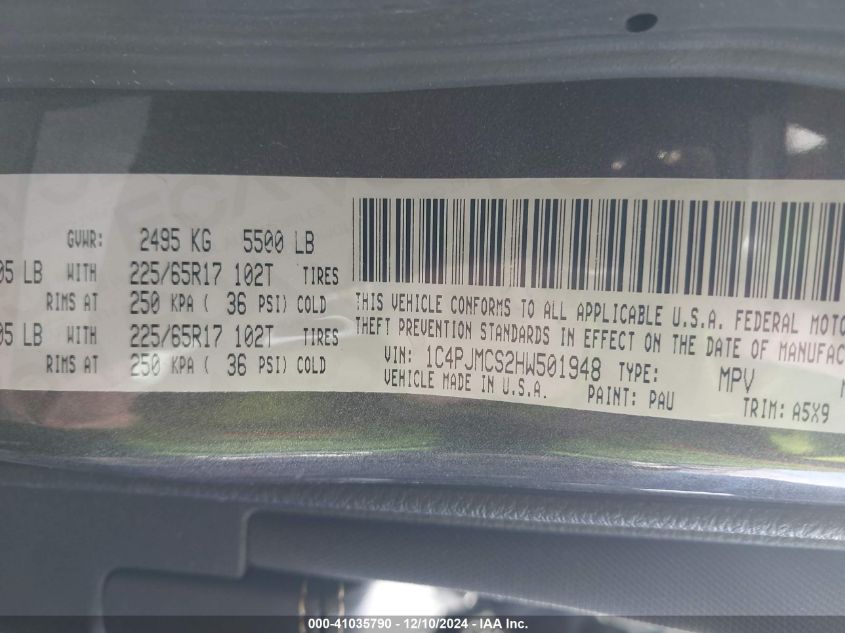 GVWR: 2495 KG 5500 LB
05 LB WITH 225/65R17 102T TIRES
RIMS AT 250 KPA ( 36 PSI) COLD
05 LB WITH 225/65R17 102T TIRES
RIMS AT 250 KPA ( 36 PSI) COLD
THIS VEHICLE CONFORMS TO ALL APPLICABLE U.S.A. FEDERAL MOTO
THEFT PREVENTION STANDARDS IN EFFECT ON THE DATE OF MANUFAC
VIN: 1C4PJMCS2HW501948 TYPE: MPV
VEHICLE MADE IN U.S.A. PAINT: PAU TRIM: A5X9
000-41035790 - 12/10/2024 - IAA Inc.